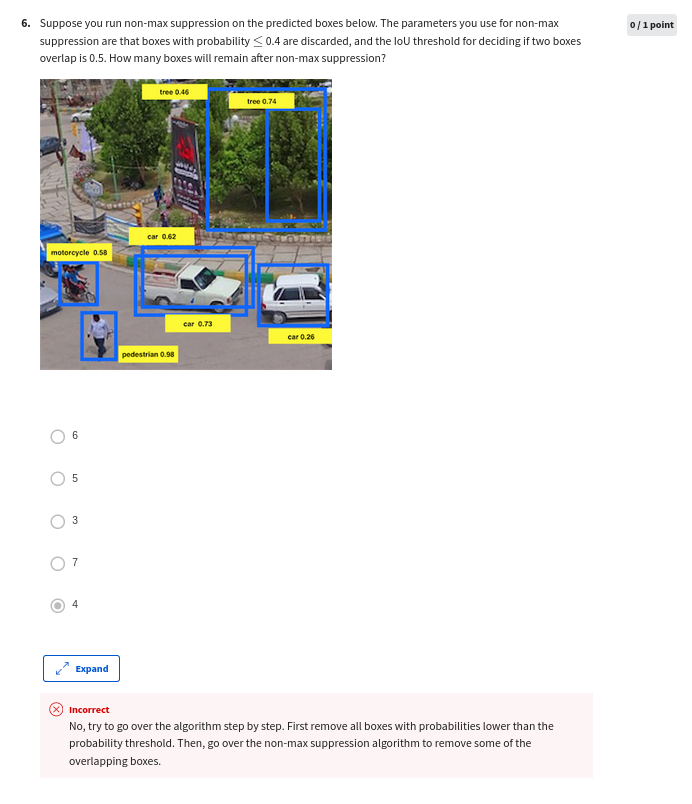 6. Suppose you run non-max suppression on the predicted boxes below. The parameters you use for non-max
suppression are that boxes with probability ≤ 0.4 are discarded, and the IoU threshold for deciding if two boxes
overlap is 0.5. How many boxes will remain after non-max suppression?
0 / 1 point
tree 0.46
tree 0.74
car 0.62
motorcycle 0.58
car 0.73
car 0.26
pedestrian 0.98
6
5
3
7
4
Expand
Incorrect
No, try to go over the algorithm step by step. First remove all boxes with probabilities lower than the
probability threshold. Then, go over the non-max suppression algorithm to remove some of the
overlapping boxes.